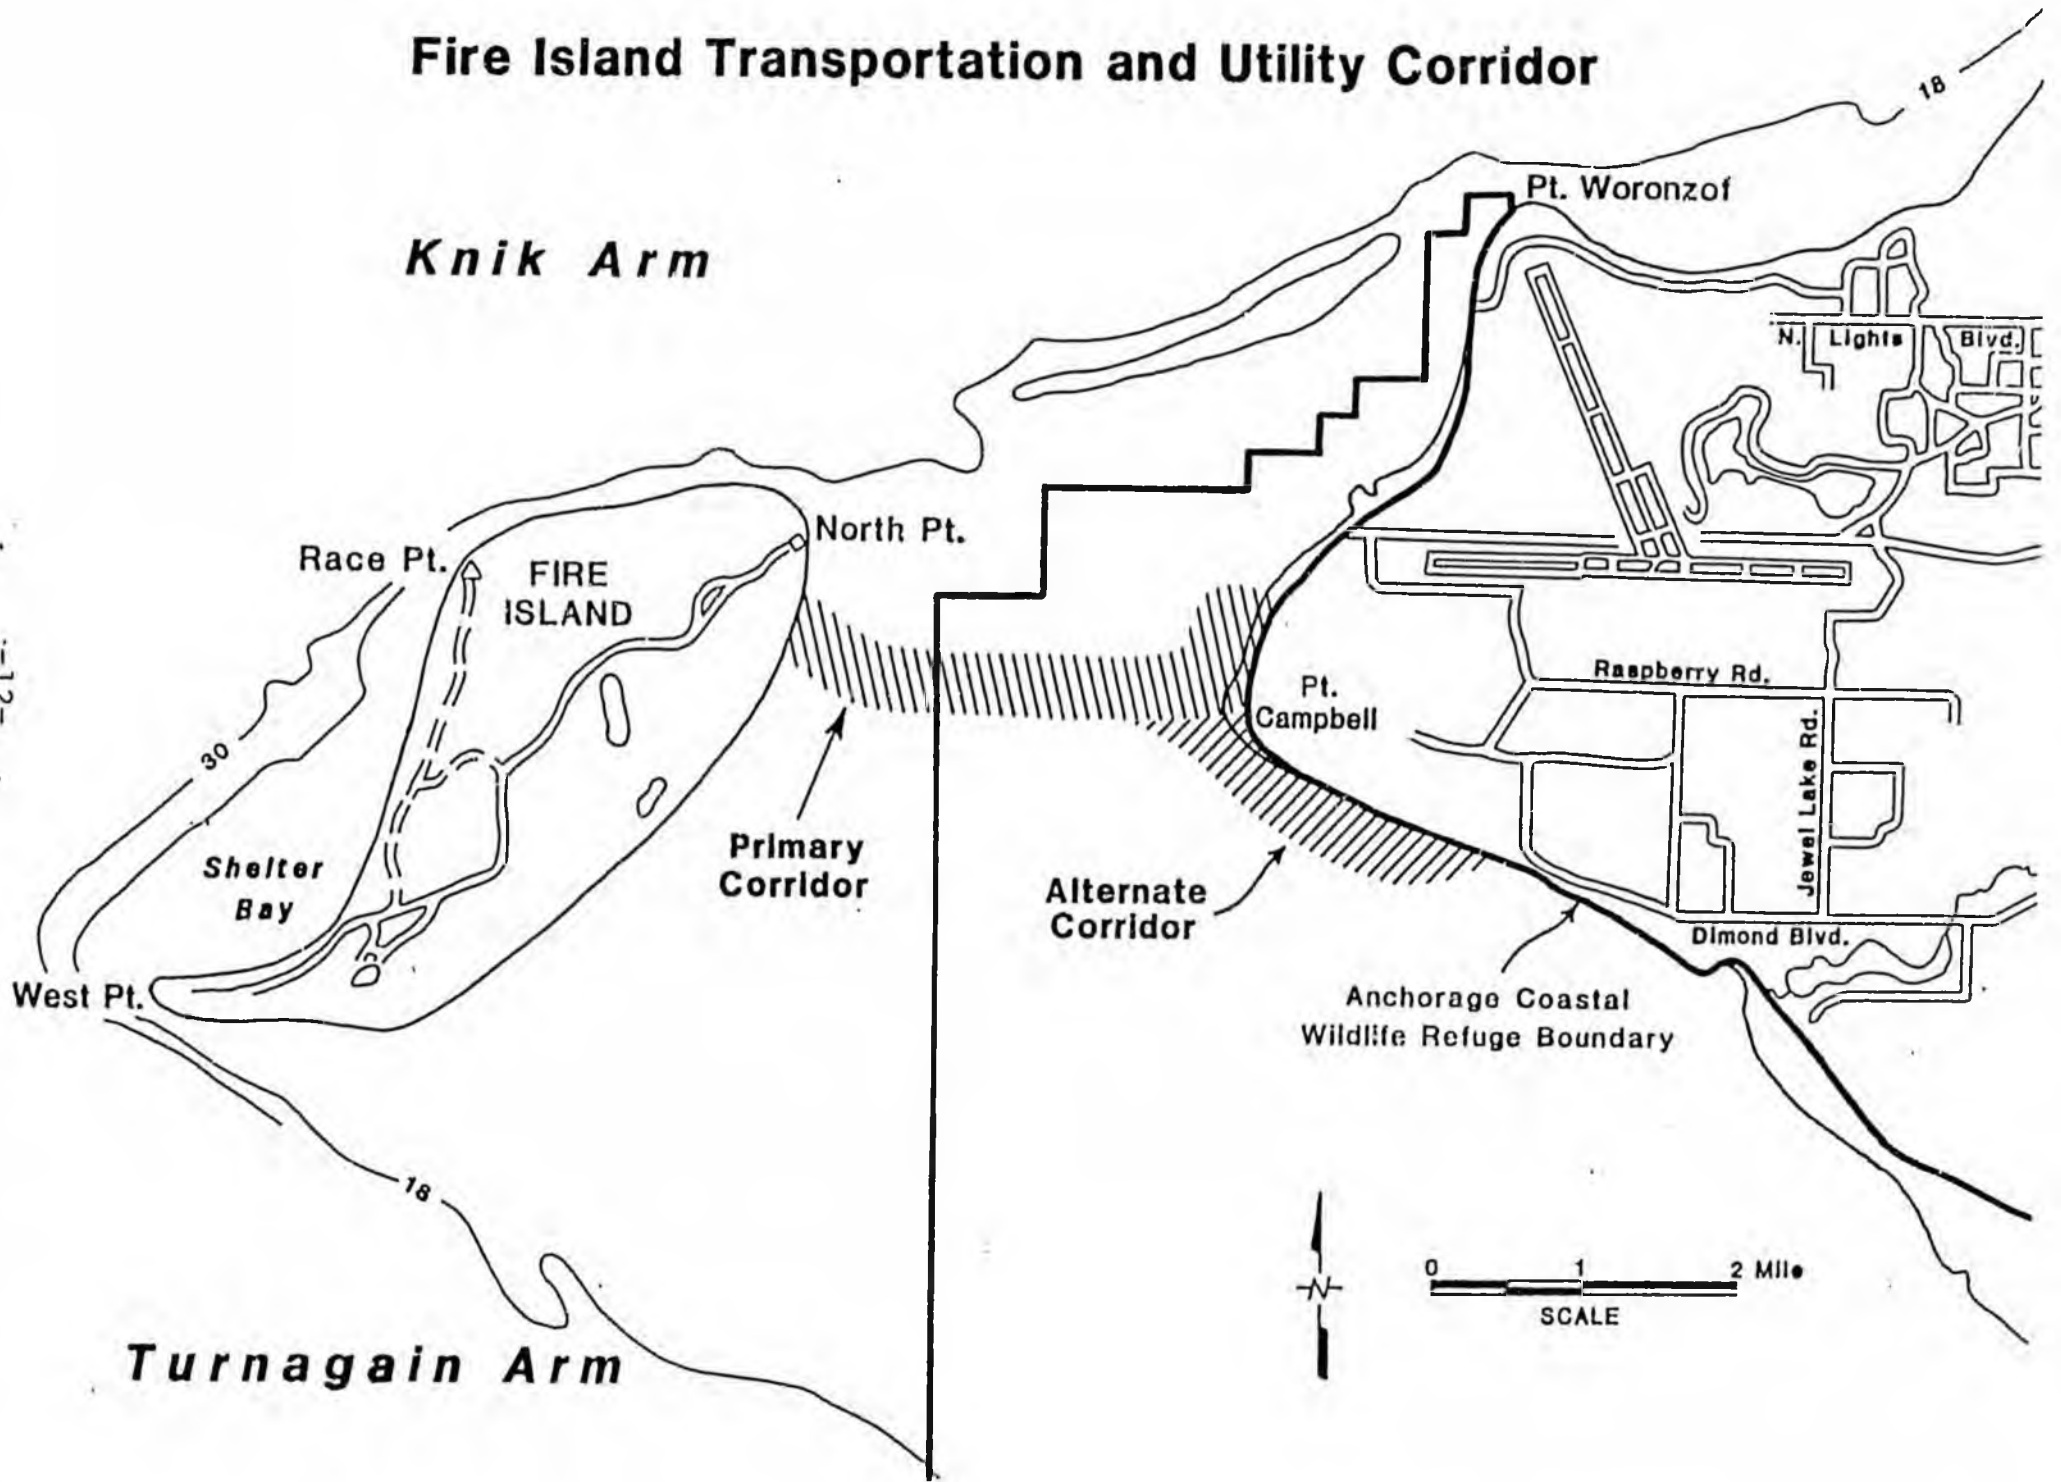 Fire Island Transportation and Utility Corridor
18
Pt. Woronzof
Knik Arm
N. Lights Blvd.
North Pt.
Race Pt.
FIRE
ISLAND
Raspberry Rd.
Pt.
Campbell
Jewel Lake Rd.
30
Primary
Corridor
Shelter
Bay
Alternate
Corridor
Dimond Blvd.
West Pt.
Anchorage Coastal
Wildlife Refuge Boundary
18
N
0 1 2 Mile
SCALE
Turnagain Arm
-12-